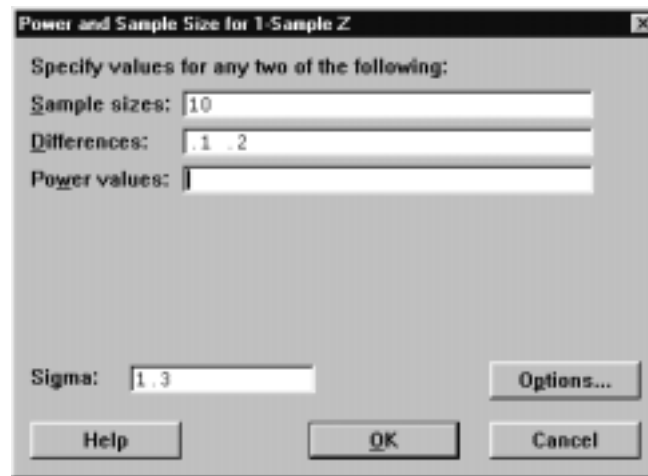 Power and Sample Size for 1-Sample Z
Specify values for any two of the following:
Sample sizes: 10
Differences: .1 .2
Power values:
Sigma: 1.3
Options...
Help
OK
Cancel